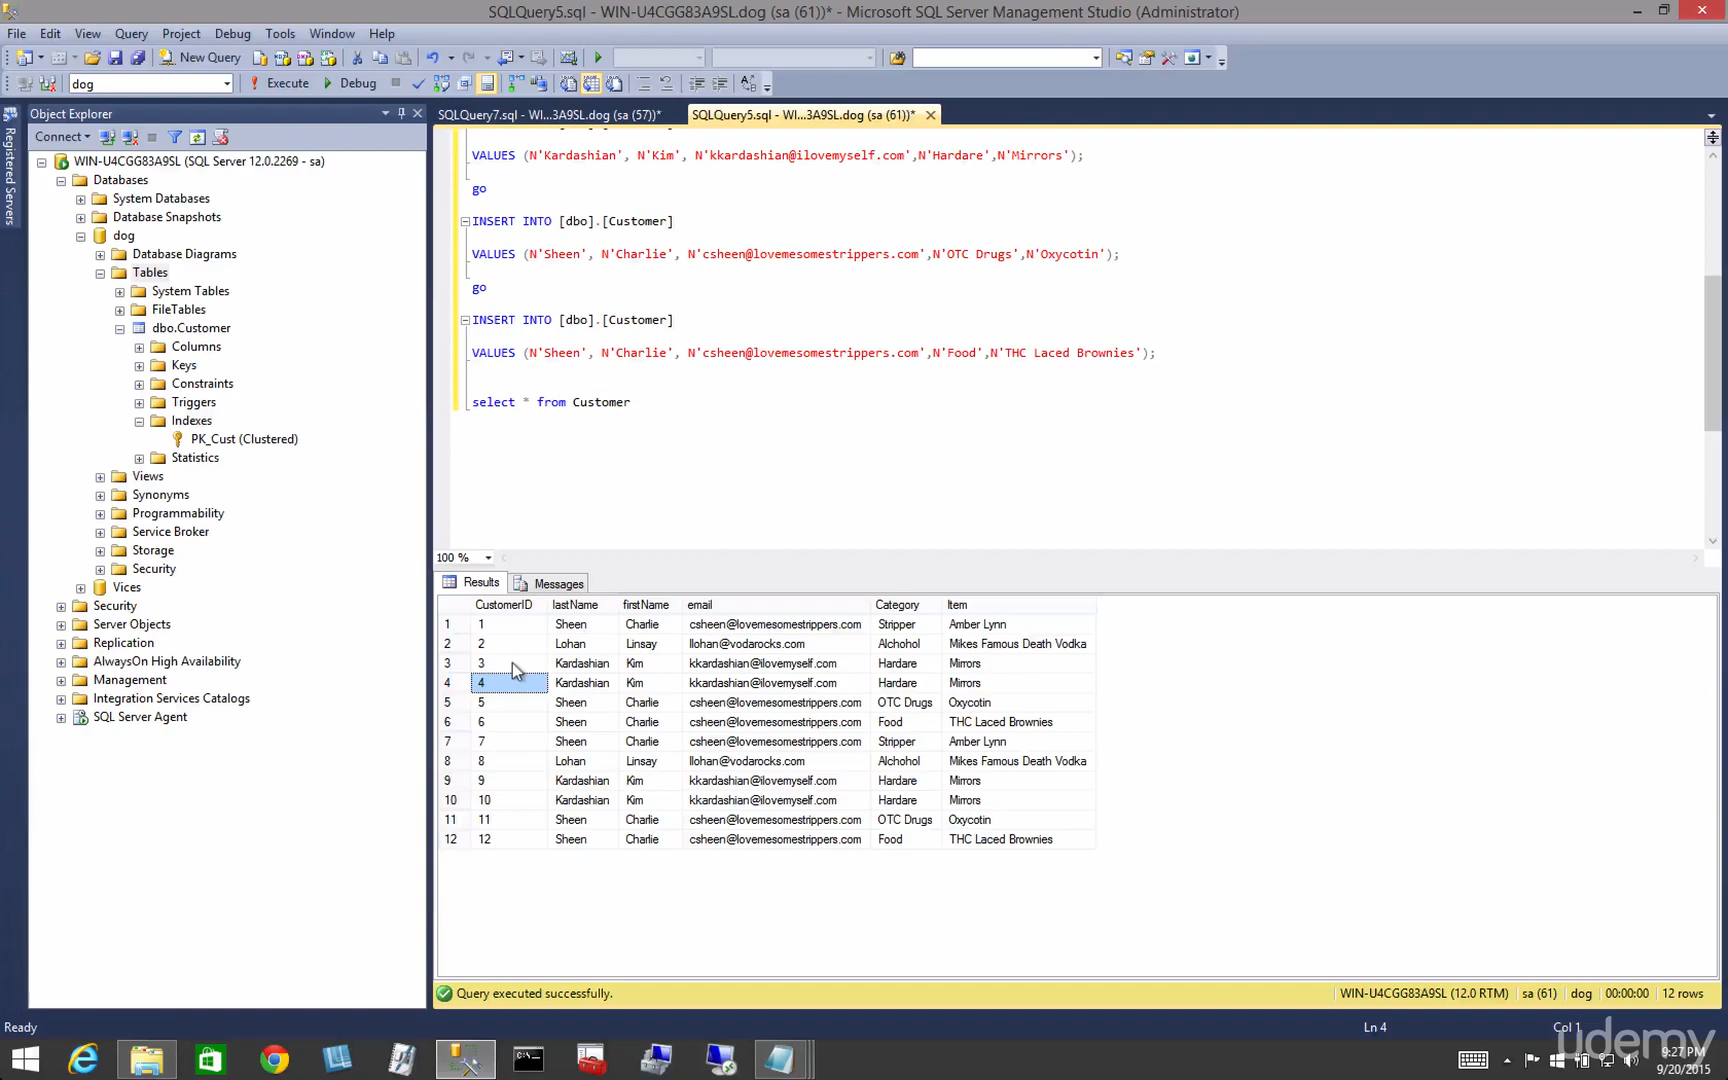 SQLQuery5.sql - WIN-U4CGG83A9SL.dog (sa (61))* - Microsoft SQL Server Management Studio (Administrator)
File Edit View Query Project Debug Tools Window Help
New Query
dog Execute Debug
Registered Servers
Object Explorer
Connect
WIN-U4CGG83A9SL (SQL Server 12.0.2269 - sa)
Databases
System Databases
Database Snapshots
dog
Database Diagrams
Tables
System Tables
FileTables
dbo.Customer
Columns
Keys
Constraints
Triggers
Indexes
PK_Cust (Clustered)
Statistics
Views
Synonyms
Programmability
Service Broker
Storage
Security
Vices
Security
Server Objects
Replication
AlwaysOn High Availability
Management
Integration Services Catalogs
SQL Server Agent
SQLQuery7.sql - WI...3A9SL.dog (sa (57))* SQLQuery5.sql - WI...3A9SL.dog (sa (61))*
VALUES (N'Kardashian', N'Kim', N'kkardashian@ilovemyself.com',N'Hardare',N'Mirrors');
go
INSERT INTO [dbo].[Customer]
VALUES (N'Sheen', N'Charlie', N'csheen@lovemesomestrippers.com',N'OTC Drugs',N'Oxycotin');
go
INSERT INTO [dbo].[Customer]
VALUES (N'Sheen', N'Charlie', N'csheen@lovemesomestrippers.com',N'Food',N'THC Laced Brownies');
select * from Customer
100 %
Results Messages
CustomerID lastName firstName email Category Item
1 1 Sheen Charlie csheen@lovemesomestrippers.com Stripper Amber Lynn
2 2 Lohan Linsay llohan@vodarocks.com Alchohol Mikes Famous Death Vodka
3 3 Kardashian Kim kkardashian@ilovemyself.com Hardare Mirrors
4 4 Kardashian Kim kkardashian@ilovemyself.com Hardare Mirrors
5 5 Sheen Charlie csheen@lovemesomestrippers.com OTC Drugs Oxycotin
6 6 Sheen Charlie csheen@lovemesomestrippers.com Food THC Laced Brownies
7 7 Sheen Charlie csheen@lovemesomestrippers.com Stripper Amber Lynn
8 8 Lohan Linsay llohan@vodarocks.com Alchohol Mikes Famous Death Vodka
9 9 Kardashian Kim kkardashian@ilovemyself.com Hardare Mirrors
10 10 Kardashian Kim kkardashian@ilovemyself.com Hardare Mirrors
11 11 Sheen Charlie csheen@lovemesomestrippers.com OTC Drugs Oxycotin
12 12 Sheen Charlie csheen@lovemesomestrippers.com Food THC Laced Brownies
Query executed successfully. WIN-U4CGG83A9SL (12.0 RTM) sa (61) dog 00:00:00 12 rows
Ready Ln 4 Col 1
udemy
9:27 PM
9/20/2015